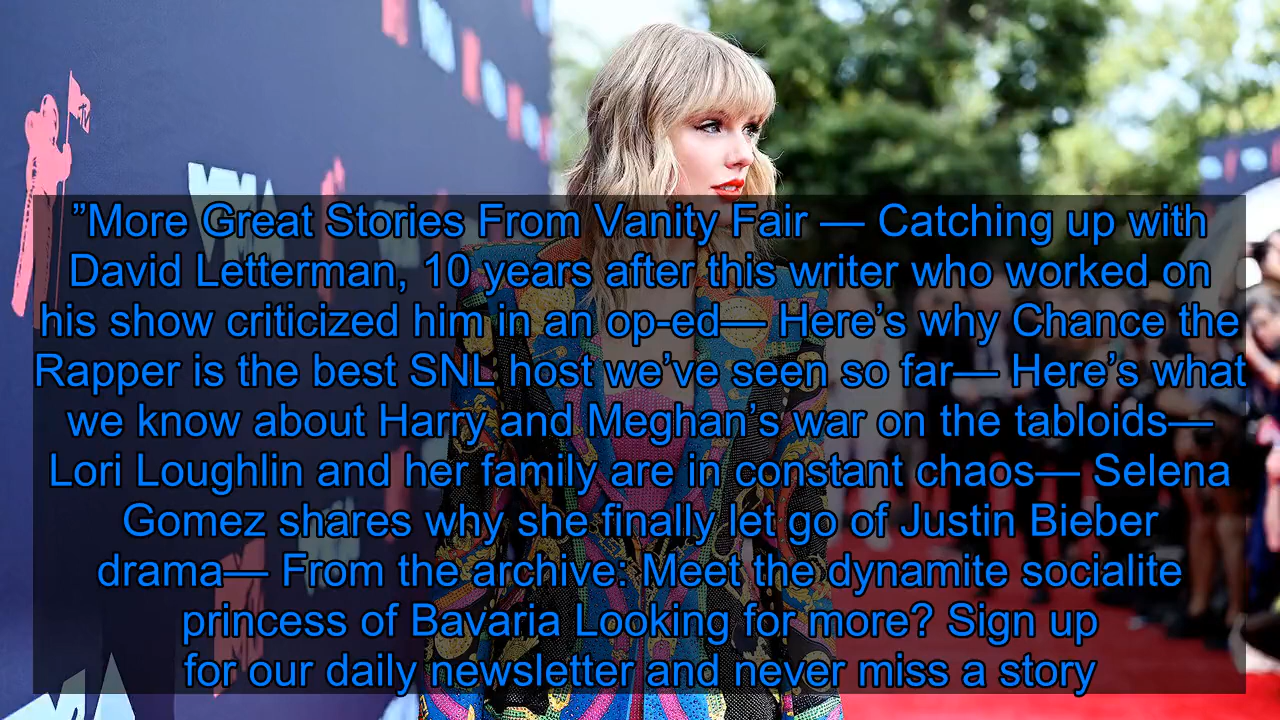 ”More Great Stories From Vanity Fair — Catching up with
David Letterman, 10 years after this writer who worked on
his show criticized him in an op-ed— Here’s why Chance the
Rapper is the best SNL host we’ve seen so far— Here’s what
we know about Harry and Meghan’s war on the tabloids—
Lori Loughlin and her family are in constant chaos— Selena
Gomez shares why she finally let go of Justin Bieber
drama— From the archive: Meet the dynamite socialite
princess of Bavaria Looking for more? Sign up
for our daily newsletter and never miss a story